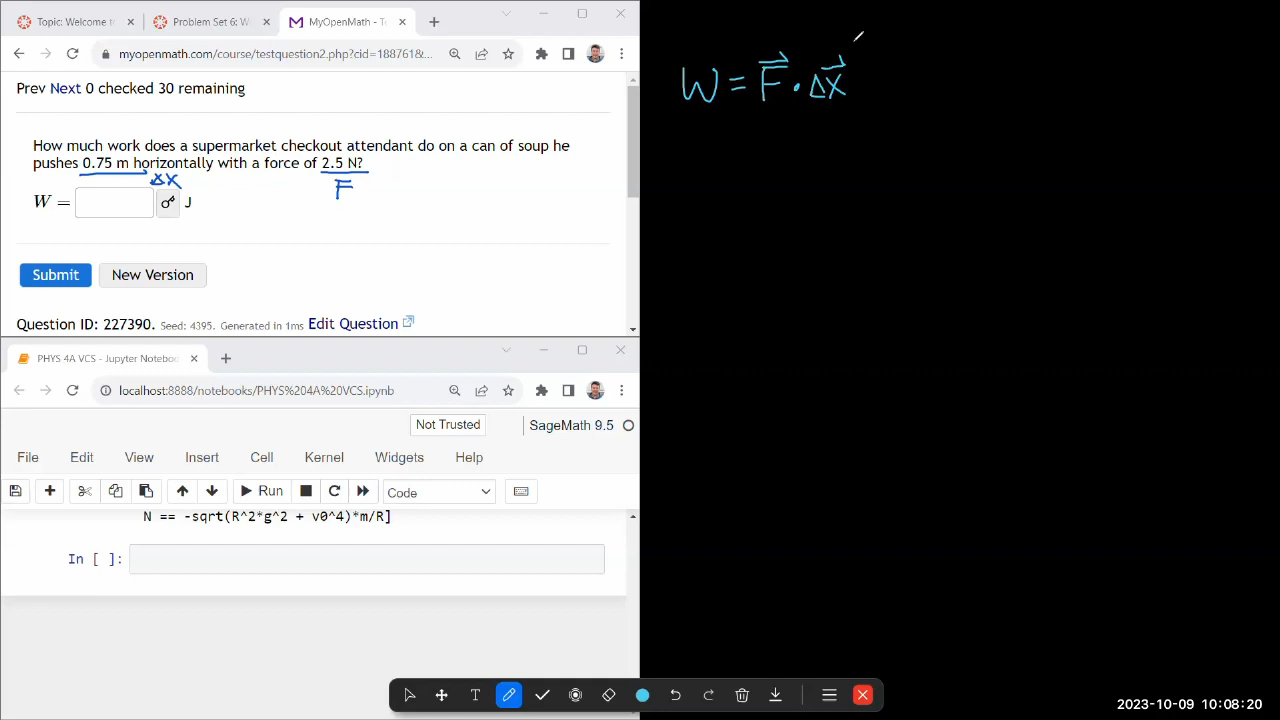 Topic: Welcome t
Problem Set 6: W
MyOpenMath - Te
myopenmath.com/course/testquestion2.php?cid=188761&...
Prev Next 0 checked 30 remaining
How much work does a supermarket checkout attendant do on a can of soup he
pushes 0.75 m horizontally with a force of 2.5 N?
Δx
F
W = J
Submit New Version
Question ID: 227390. Seed: 4395. Generated in 1ms Edit Question
W = F⃗ · Δx⃗
PHYS 4A VCS - Jupyter Noteboo
localhost:8888/notebooks/PHYS%204A%20VCS.ipynb
Not Trusted SageMath 9.5
File Edit View Insert Cell Kernel Widgets Help
Run Code
N == -sqrt(R^2*g^2 + v0^4)*m/R]
In [ ]:
T
2023-10-09 10:08:20